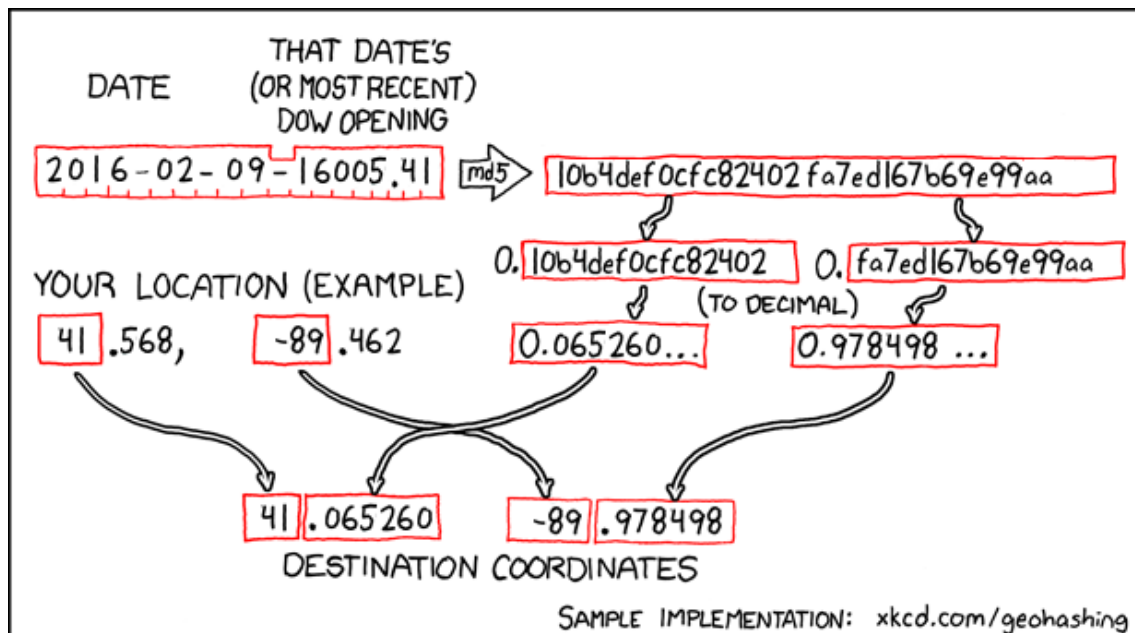 DATE
THAT DATE'S
(OR MOST RECENT)
DOW OPENING
2016-02-09-16005.41
md5
10b4def0cfc82402fa7ed167b69e99aa
0.10b4def0cfc82402
0.fa7ed167b69e99aa
(TO DECIMAL)
YOUR LOCATION (EXAMPLE)
41.568, -89.462
0.065260...
0.978498 ...
41.065260
-89.978498
DESTINATION COORDINATES
SAMPLE IMPLEMENTATION: xkcd.com/geohashing